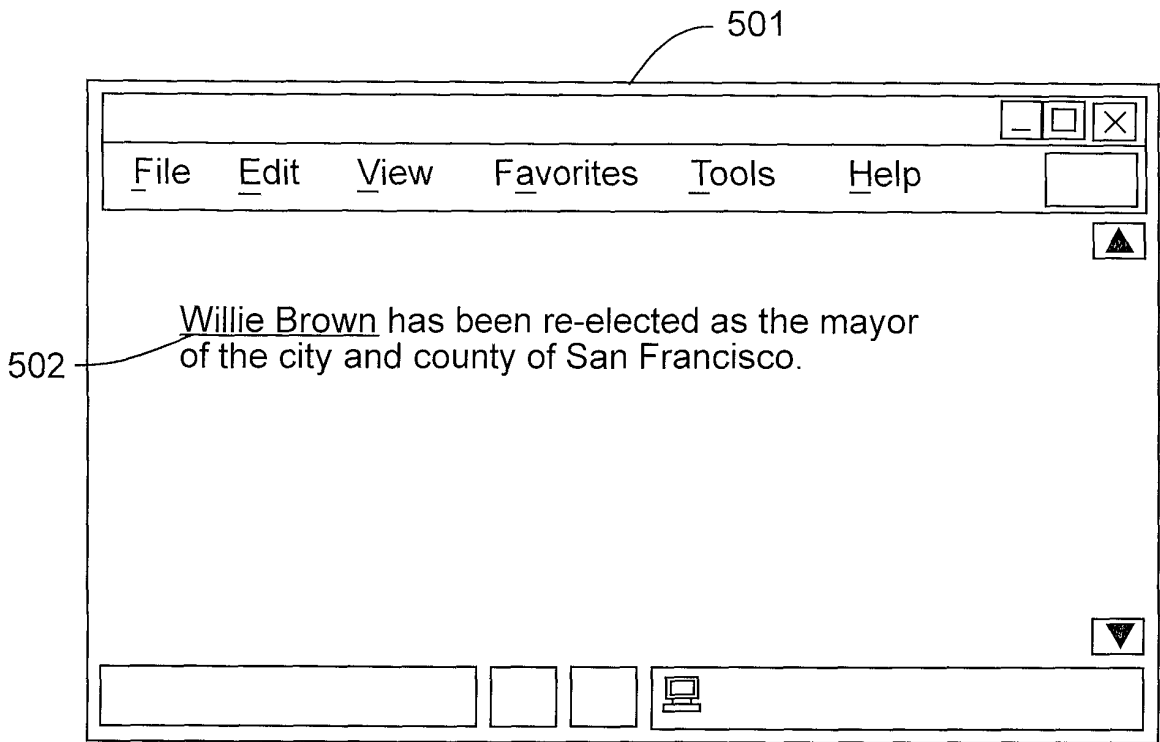 501
File Edit View Favorites Tools Help
Willie Brown has been re-elected as the mayor
502
of the city and county of San Francisco.